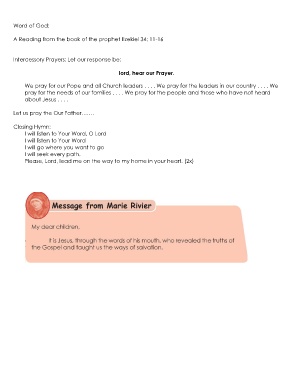 Word of God:
A Reading from the book of the prophet Ezekiel 34: 11-16
Intercessory Prayers: Let our response be:
lord, hear our Prayer.
We pray for our Pope and all Church leaders . . . . We pray for the leaders in our country . . . . We
pray for the needs of our families . . . . We pray for the people and those who have not heard
about Jesus . . . .
Let us pray the Our Father……
Closing Hymn:
I will listen to Your Word, O Lord
I will listen to Your Word
I will go where you want to go
I will seek every path.
Please, Lord, lead me on the way to my home in your heart. (2x)
Message from Marie Rivier
My dear children,
It is Jesus, through the words of his mouth, who revealed the truths of
the Gospel and taught us the ways of salvation.